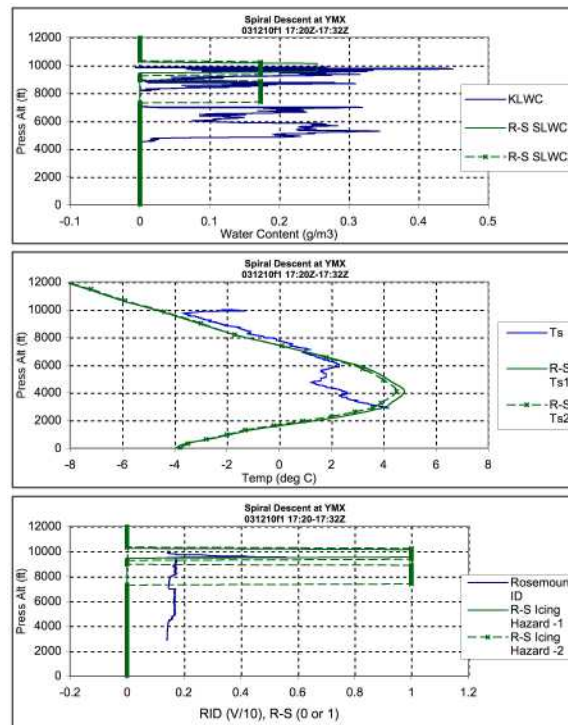 Spiral Descent at YMX
031210f1 17:20Z-17:32Z
12000
10000
8000
6000
4000
2000
0
Press Alt (ft)
-0.1 0 0.1 0.2 0.3 0.4 0.5
Water Content (g/m3)
KLWC
R-S SLWC
R-S SLWC
Spiral Descent at YMX
031210f1 17:20Z-17:32Z
12000
10000
8000
6000
4000
2000
0
Press Alt (ft)
-8 -6 -4 -2 0 2 4 6 8
Temp (deg C)
Ts
R-S
Ts1
R-S
Ts2
Spiral Descent at YMX
031210f1 17:20-17:32Z
12000
10000
8000
6000
4000
2000
0
Press Alt (ft)
-0.2 0 0.2 0.4 0.6 0.8 1 1.2
RID (V/10), R-S (0 or 1)
Rosemoun
ID
R-S Icing
Hazard -1
R-S Icing
Hazard -2